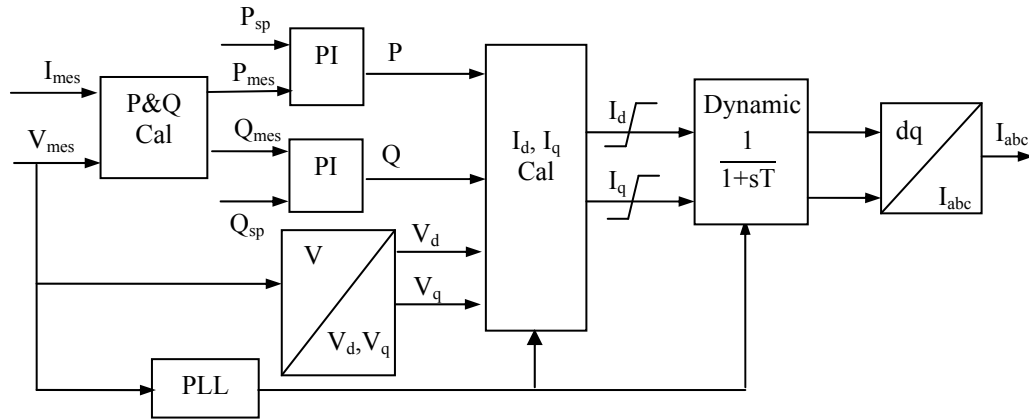 P_sp
I_mes
P_mes
PI
P
P&Q
Cal
V_mes
Q_mes
PI
Q
Q_sp
V
V_d,V_q
V_d
V_q
I_d, I_q
Cal
I_d
I_q
Dynamic
1
1+sT
dq
I_abc
I_abc
PLL